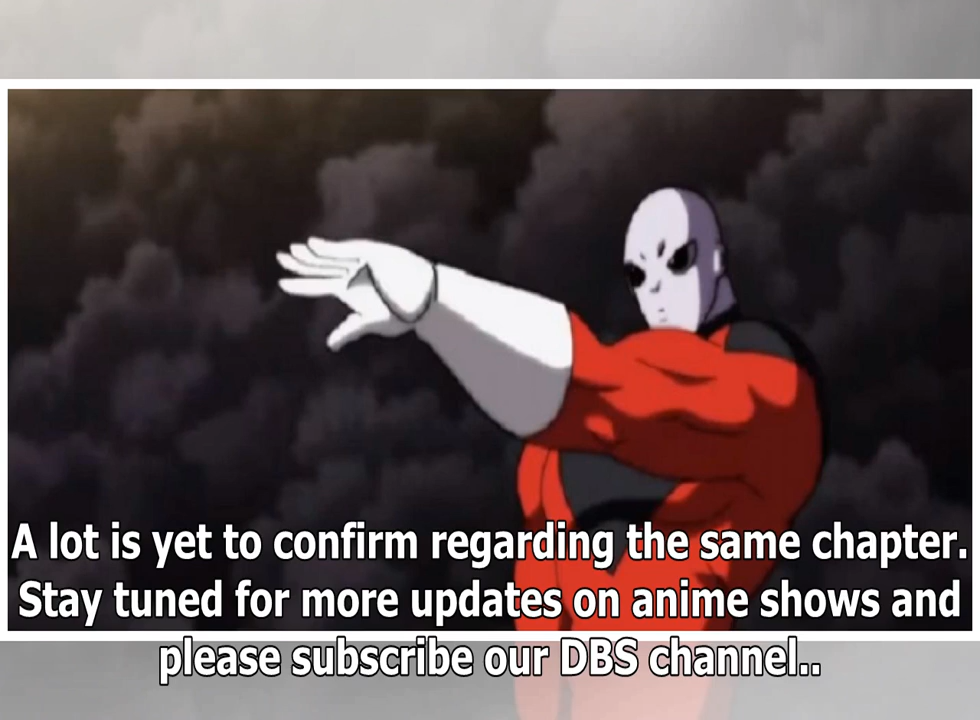 A lot is yet to confirm regarding the same chapter.
Stay tuned for more updates on anime shows and
please subscribe our DBS channel..